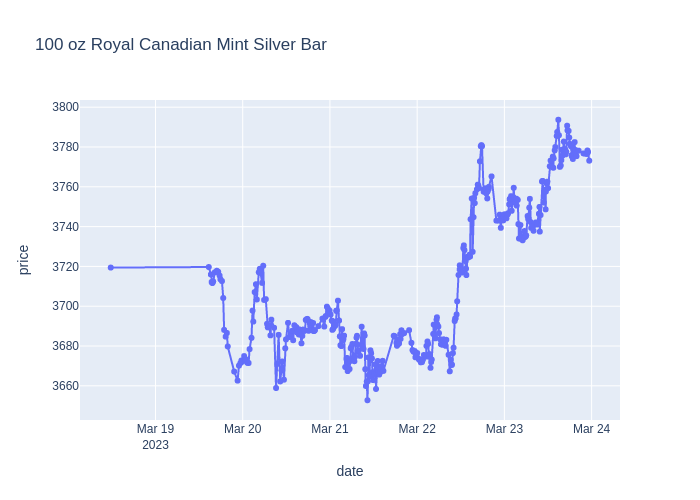 100 oz Royal Canadian Mint Silver Bar
3800
3780
3760
3740
3720
3700
3680
3660
price
Mar 19
2023
Mar 20
Mar 21
Mar 22
Mar 23
Mar 24
date